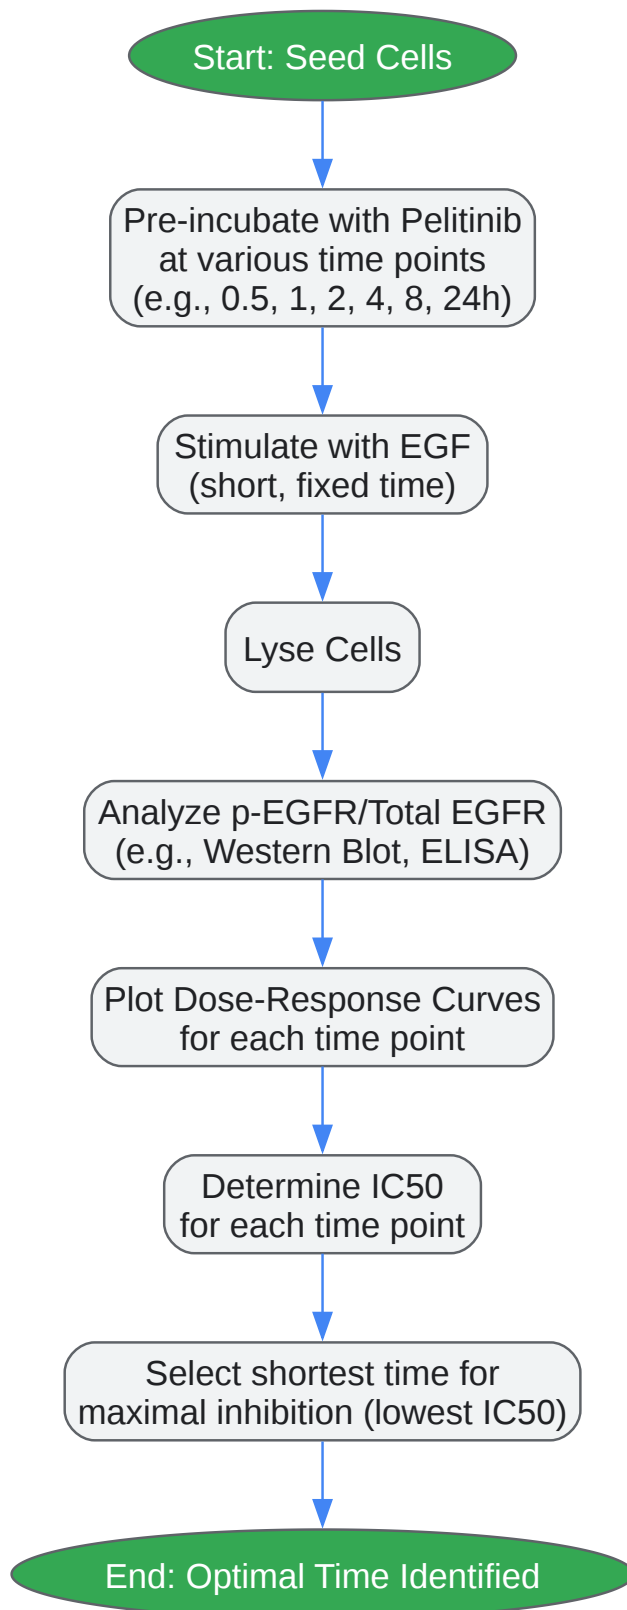 Start: Seed Cells
Pre-incubate with Pelitinib
at various time points
(e.g., 0.5, 1, 2, 4, 8, 24h)
Stimulate with EGF
(short, fixed time)
Lyse Cells
Analyze p-EGFR/Total EGFR
(e.g., Western Blot, ELISA)
Plot Dose-Response Curves
for each time point
Determine IC50
for each time point
Select shortest time for
maximal inhibition (lowest IC50)
End: Optimal Time Identified